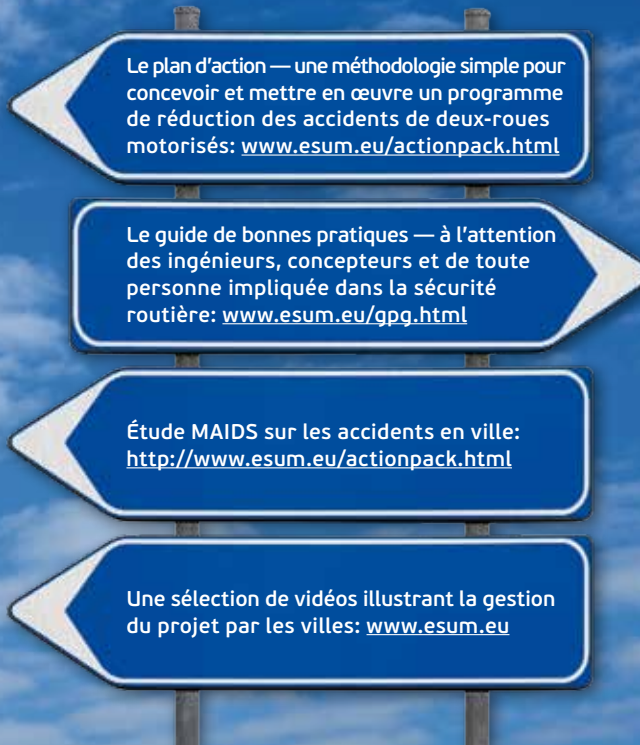 Le plan d'action — une méthodologie simple pour
concevoir et mettre en œuvre un programme
de réduction des accidents de deux-roues
motorisés: www.esum.eu/actionpack.html
Le guide de bonnes pratiques — à l'attention
des ingénieurs, concepteurs et de toute
personne impliquée dans la sécurité
routière: www.esum.eu/gpg.html
Étude MAIDS sur les accidents en ville:
http://www.esum.eu/actionpack.html
Une sélection de vidéos illustrant la gestion
du projet par les villes: www.esum.eu